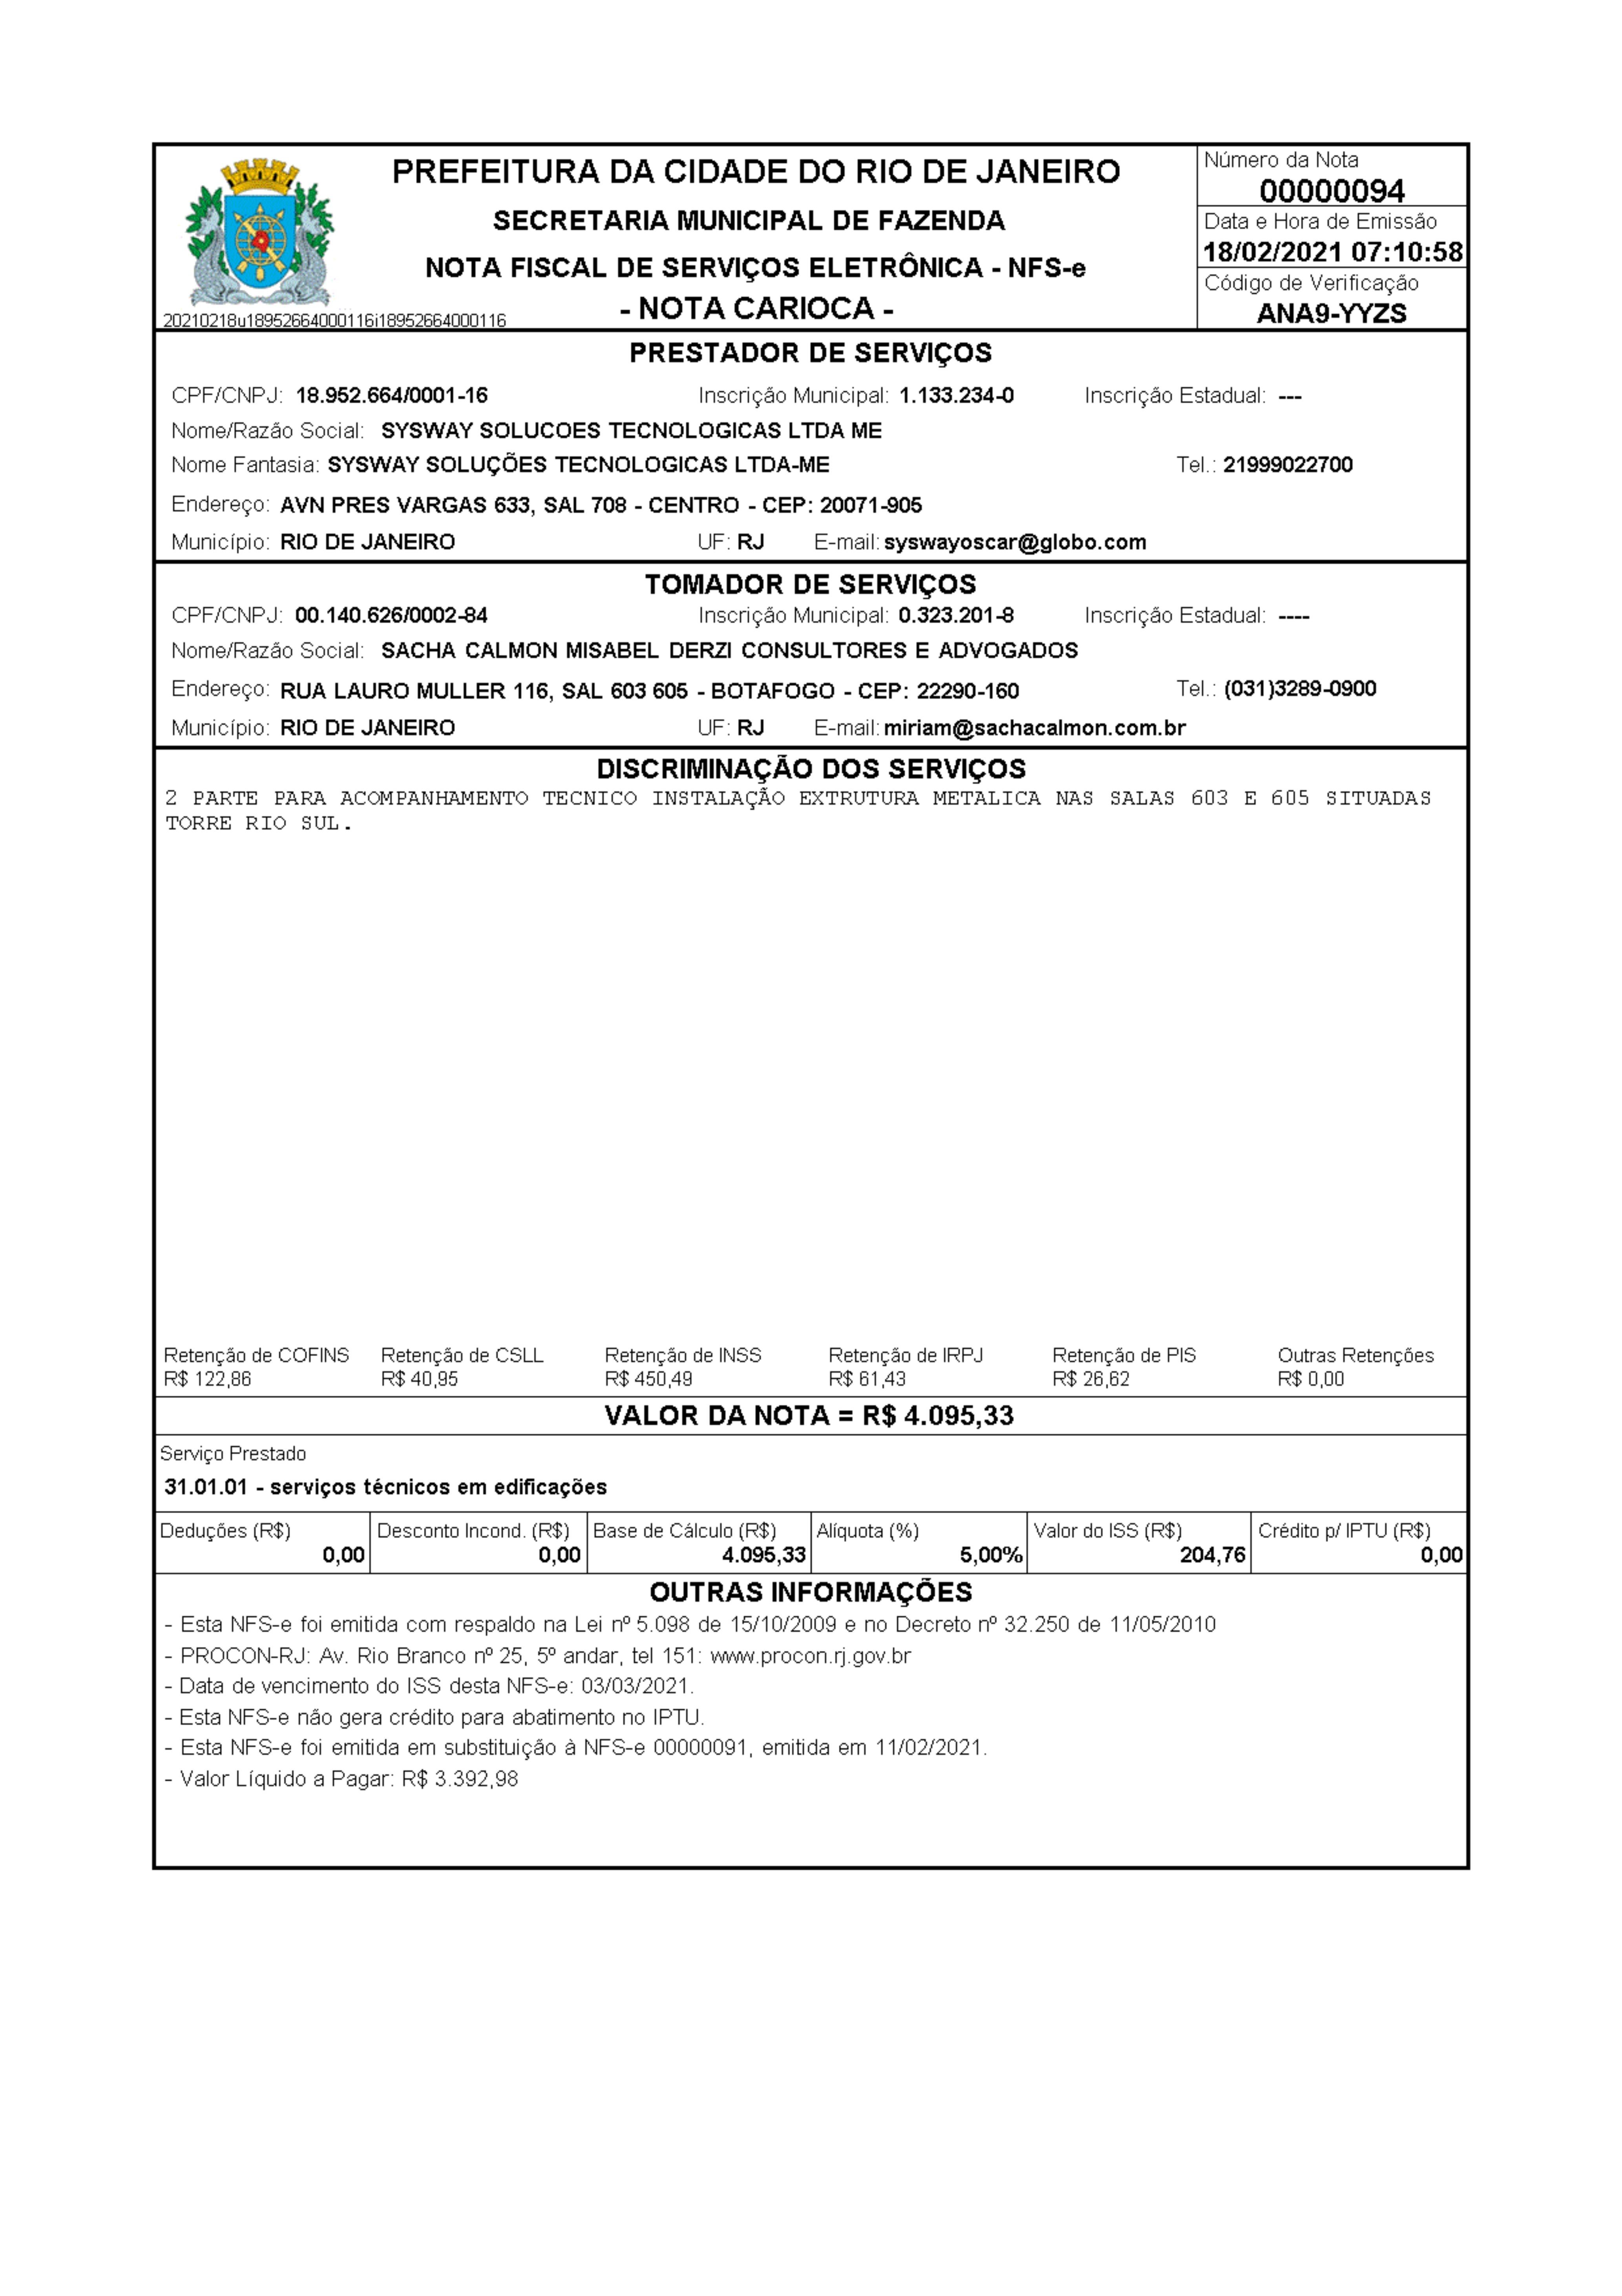 PREFEITURA DA CIDADE DO RIO DE JANEIRO
SECRETARIA MUNICIPAL DE FAZENDA
NOTA FISCAL DE SERVIÇOS ELETRÔNICA - NFS-e
- NOTA CARIOCA -
20210218u18952664000116i18952664000116
Número da Nota
00000094
Data e Hora de Emissão
18/02/2021 07:10:58
Código de Verificação
ANA9-YYZS
PRESTADOR DE SERVIÇOS
CPF/CNPJ: 18.952.664/0001-16 Inscrição Municipal: 1.133.234-0 Inscrição Estadual: ---
Nome/Razão Social: SYSWAY SOLUCOES TECNOLOGICAS LTDA ME
Nome Fantasia: SYSWAY SOLUÇÕES TECNOLOGICAS LTDA-ME Tel.: 21999022700
Endereço: AVN PRES VARGAS 633, SAL 708 - CENTRO - CEP: 20071-905
Município: RIO DE JANEIRO UF: RJ E-mail: syswayoscar@globo.com
TOMADOR DE SERVIÇOS
CPF/CNPJ: 00.140.626/0002-84 Inscrição Municipal: 0.323.201-8 Inscrição Estadual: ----
Nome/Razão Social: SACHA CALMON MISABEL DERZI CONSULTORES E ADVOGADOS
Endereço: RUA LAURO MULLER 116, SAL 603 605 - BOTAFOGO - CEP: 22290-160 Tel.: (031)3289-0900
Município: RIO DE JANEIRO UF: RJ E-mail: miriam@sachacalmon.com.br
DISCRIMINAÇÃO DOS SERVIÇOS
2 PARTE PARA ACOMPANHAMENTO TECNICO INSTALAÇÃO EXTRUTURA METALICA NAS SALAS 603 E 605 SITUADAS
TORRE RIO SUL.
Retenção de COFINS Retenção de CSLL Retenção de INSS Retenção de IRPJ Retenção de PIS Outras Retenções
R$ 122,86 R$ 40,95 R$ 450,49 R$ 61,43 R$ 26,62 R$ 0,00
VALOR DA NOTA = R$ 4.095,33
Serviço Prestado
31.01.01 - serviços técnicos em edificações
Deduções (R$) Desconto Incond. (R$) Base de Cálculo (R$) Alíquota (%) Valor do ISS (R$) Crédito p/ IPTU (R$)
0,00 0,00 4.095,33 5,00% 204,76 0,00
OUTRAS INFORMAÇÕES
- Esta NFS-e foi emitida com respaldo na Lei nº 5.098 de 15/10/2009 e no Decreto nº 32.250 de 11/05/2010
- PROCON-RJ: Av. Rio Branco nº 25, 5º andar, tel 151: www.procon.rj.gov.br
- Data de vencimento do ISS desta NFS-e: 03/03/2021.
- Esta NFS-e não gera crédito para abatimento no IPTU.
- Esta NFS-e foi emitida em substituição à NFS-e 00000091, emitida em 11/02/2021.
- Valor Líquido a Pagar: R$ 3.392,98